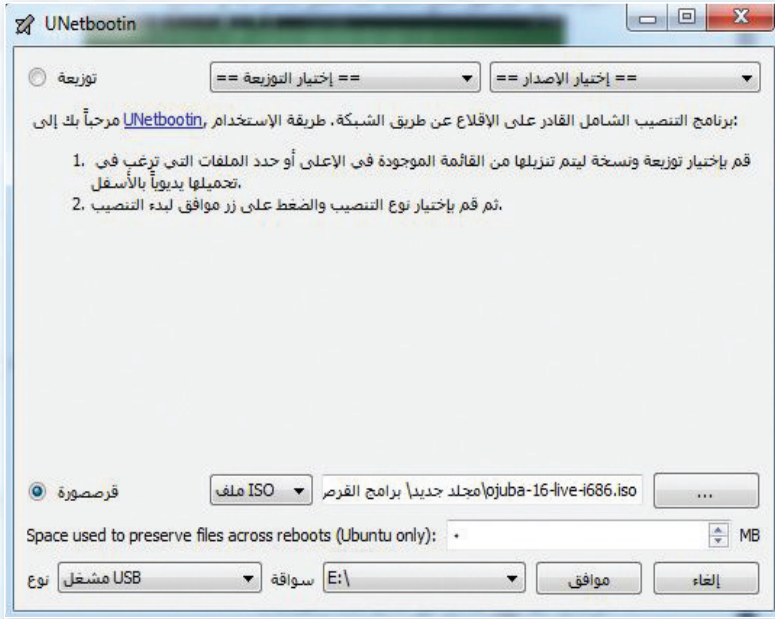 UNetbootin
توزيعة == إختيار التوزيعة == == إختيار الاصدار ==
مرحباً بك إلى UNetbootin, برنامج التنصيب الشامل القادر على الإقلاع عن طريق الشبكة. طريقة الإستخدام:
1. قم بإختيار توزيعة ونسخة ليتم تنزيلها من القائمة الموجودة في الإعلى أو حدد الملفات التي ترغب في
تحميلها يديوياً بالأسفل.
2. ثم قم بإختيار نوع التنصيب والضغط على زر موافق لبدء التنصيب.
قرصصورة ملف ISO برامج القرص \مجلد جديد\ojuba-16-live-i686.iso ...
Space used to preserve files across reboots (Ubuntu only): ٠ MB
نوع مشغل USB سواقة E:\ موافق إلغاء